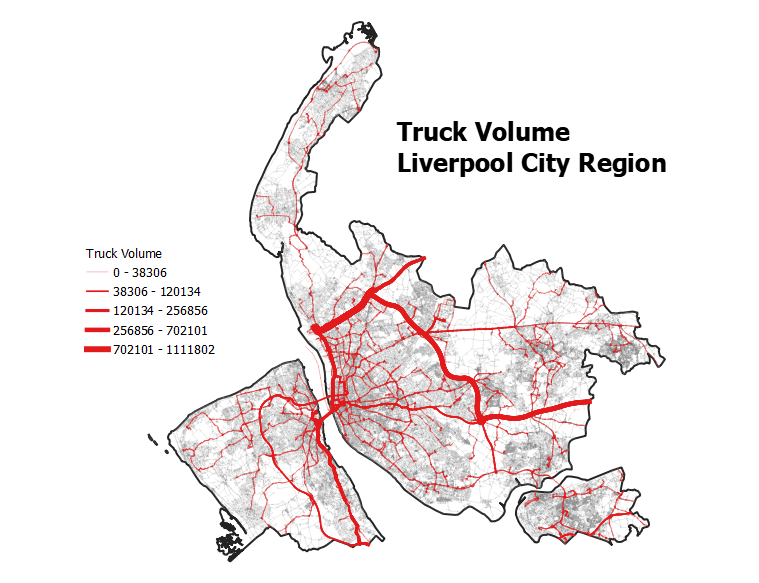 Truck Volume
Liverpool City Region
Truck Volume
0 - 38306
38306 - 120134
120134 - 256856
256856 - 702101
702101 - 1111802